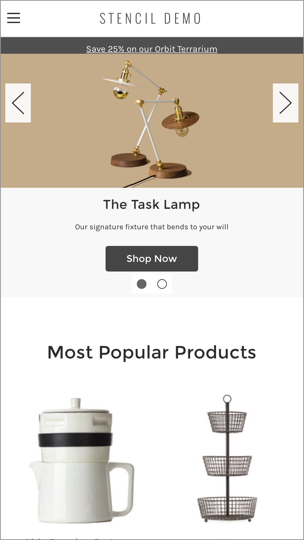 STENCIL DEMO
Save 25% on our Orbit Terrarium
The Task Lamp
Our signature fixture that bends to your will
Shop Now
Most Popular Products